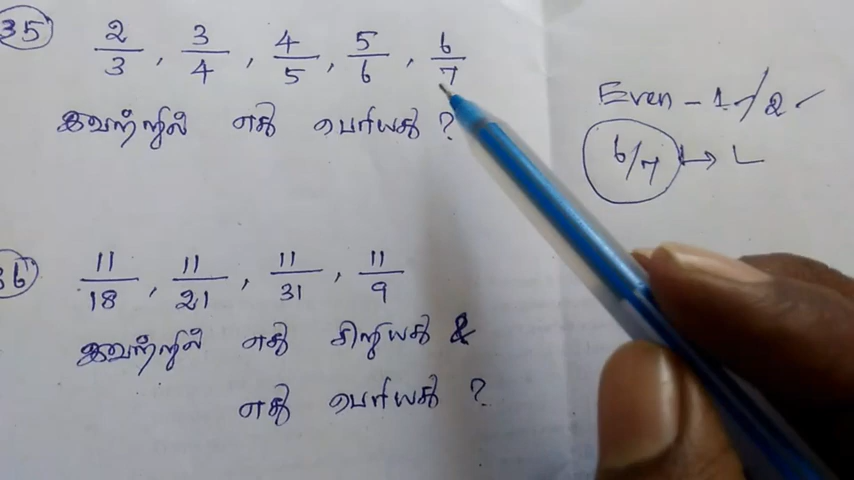 35) 2/3, 3/4, 4/5, 5/6, 6/7
இவற்றில் எது பெரியது ?
Even - 1 / 2
6/7 → L
36) 11/18, 11/21, 11/31, 11/9
இவற்றில் எது சிறியது &
எது பெரியது ?